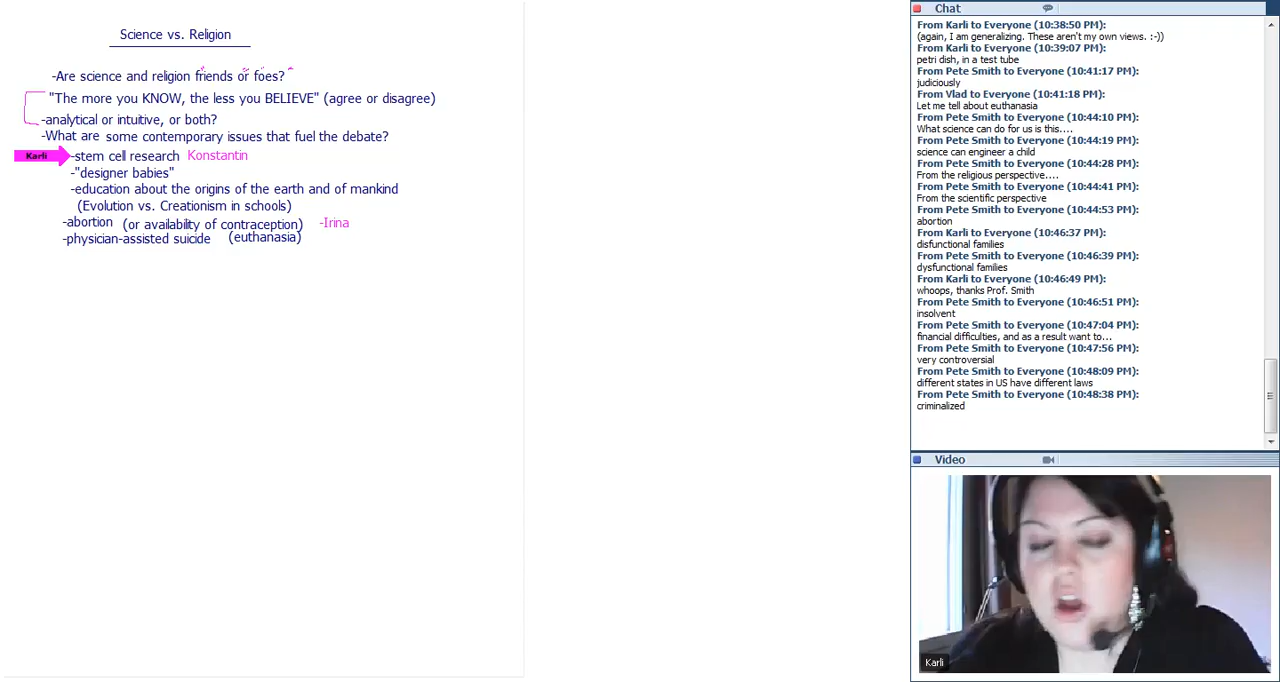 Science vs. Religion
-Are science and religion friends or foes?
"The more you KNOW, the less you BELIEVE" (agree or disagree)
-analytical or intuitive, or both?
-What are some contemporary issues that fuel the debate?
Karli
-stem cell research Konstantin
-"designer babies"
-education about the origins of the earth and of mankind
(Evolution vs. Creationism in schools)
-abortion (or availability of contraception) -Irina
-physician-assisted suicide (euthanasia)
Chat
From Karli to Everyone (10:38:50 PM):
(again, I am generalizing. These aren't my own views. :-))
From Karli to Everyone (10:39:07 PM):
petri dish, in a test tube
From Pete Smith to Everyone (10:41:17 PM):
judiciously
From Vlad to Everyone (10:41:18 PM):
Let me tell about euthanasia
From Pete Smith to Everyone (10:44:10 PM):
What science can do for us is this....
From Pete Smith to Everyone (10:44:19 PM):
science can engineer a child
From Pete Smith to Everyone (10:44:28 PM):
From the religious perspective....
From Pete Smith to Everyone (10:44:41 PM):
From the scientific perspective
From Pete Smith to Everyone (10:44:53 PM):
abortion
From Karli to Everyone (10:46:37 PM):
disfunctional families
From Pete Smith to Everyone (10:46:39 PM):
dysfunctional families
From Karli to Everyone (10:46:49 PM):
whoops, thanks Prof. Smith
From Pete Smith to Everyone (10:46:51 PM):
insolvent
From Pete Smith to Everyone (10:47:04 PM):
financial difficulties, and as a result want to...
From Pete Smith to Everyone (10:47:56 PM):
very controversial
From Pete Smith to Everyone (10:48:09 PM):
different states in US have different laws
From Pete Smith to Everyone (10:48:38 PM):
criminalized
Video
Karli